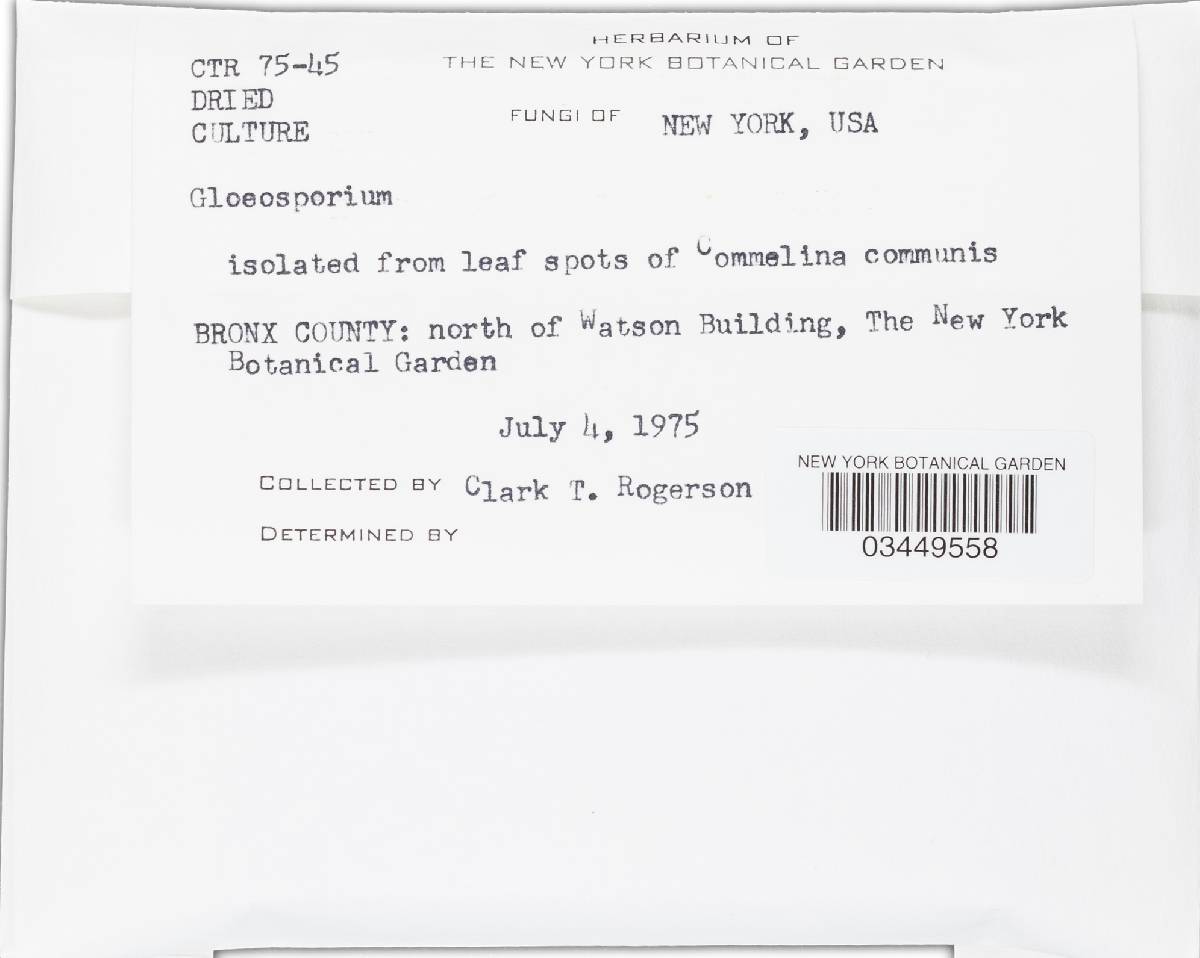 HERBARIUM OF
THE NEW YORK BOTANICAL GARDEN
CTR 75-45
DRIED
CULTURE
FUNGI OF NEW YORK, USA
Gloeosporium
isolated from leaf spots of Commelina communis
BRONX COUNTY: north of Watson Building, The New York
Botanical Garden
July 4, 1975
COLLECTED BY Clark T. Rogerson
DETERMINED BY
NEW YORK BOTANICAL GARDEN
03449558